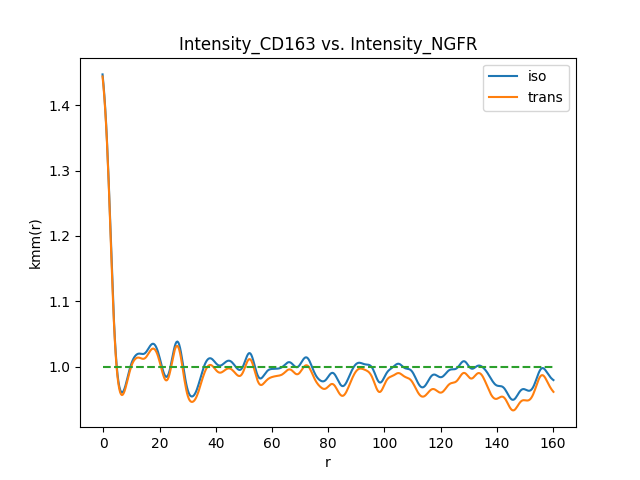 Intensity_CD163 vs. Intensity_NGFR
iso
trans
kmm(r)
1.4
1.3
1.2
1.1
1.0
0 20 40 60 80 100 120 140 160
r